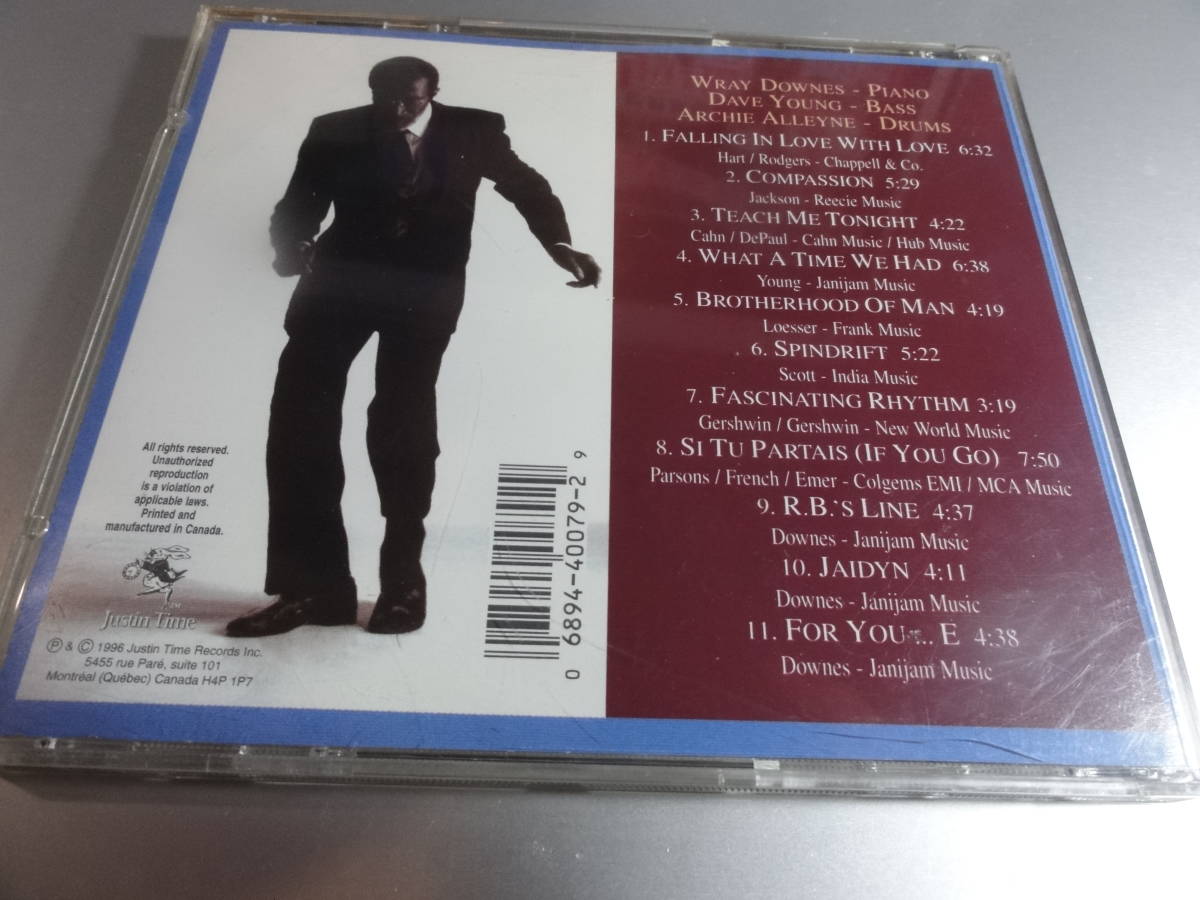 WRAY DOWNES - PIANO
DAVE YOUNG - BASS
ARCHIE ALLEYNE - DRUMS
1. FALLING IN LOVE WITH LOVE 6:32
Hart / Rodgers - Chappell & Co.
2. COMPASSION 5:29
Jackson - Reecie Music
3. TEACH ME TONIGHT 4:22
Cahn / DePaul - Cahn Music / Hub Music
4. WHAT A TIME WE HAD 6:38
Young - Janijam Music
5. BROTHERHOOD OF MAN 4:19
Loesser - Frank Music
6. SPINDRIFT 5:22
Scott - India Music
7. FASCINATING RHYTHM 3:19
Gershwin / Gershwin - New World Music
8. SI TU PARTAIS (IF YOU GO) 7:50
Parsons / French / Emer - Colgems EMI / MCA Music
9. R.B.'S LINE 4:37
Downes - Janijam Music
10. JAIDYN 4:11
Downes - Janijam Music
11. FOR YOU ... E 4:38
Downes - Janijam Music
All rights reserved.
Unauthorized
reproduction
is a violation of
applicable laws.
Printed and
manufactured in Canada.
Justin Time
℗ & © 1996 Justin Time Records Inc.
5455 rue Paré, suite 101
Montréal (Québec) Canada H4P 1P7
0 6894-40079-2 9